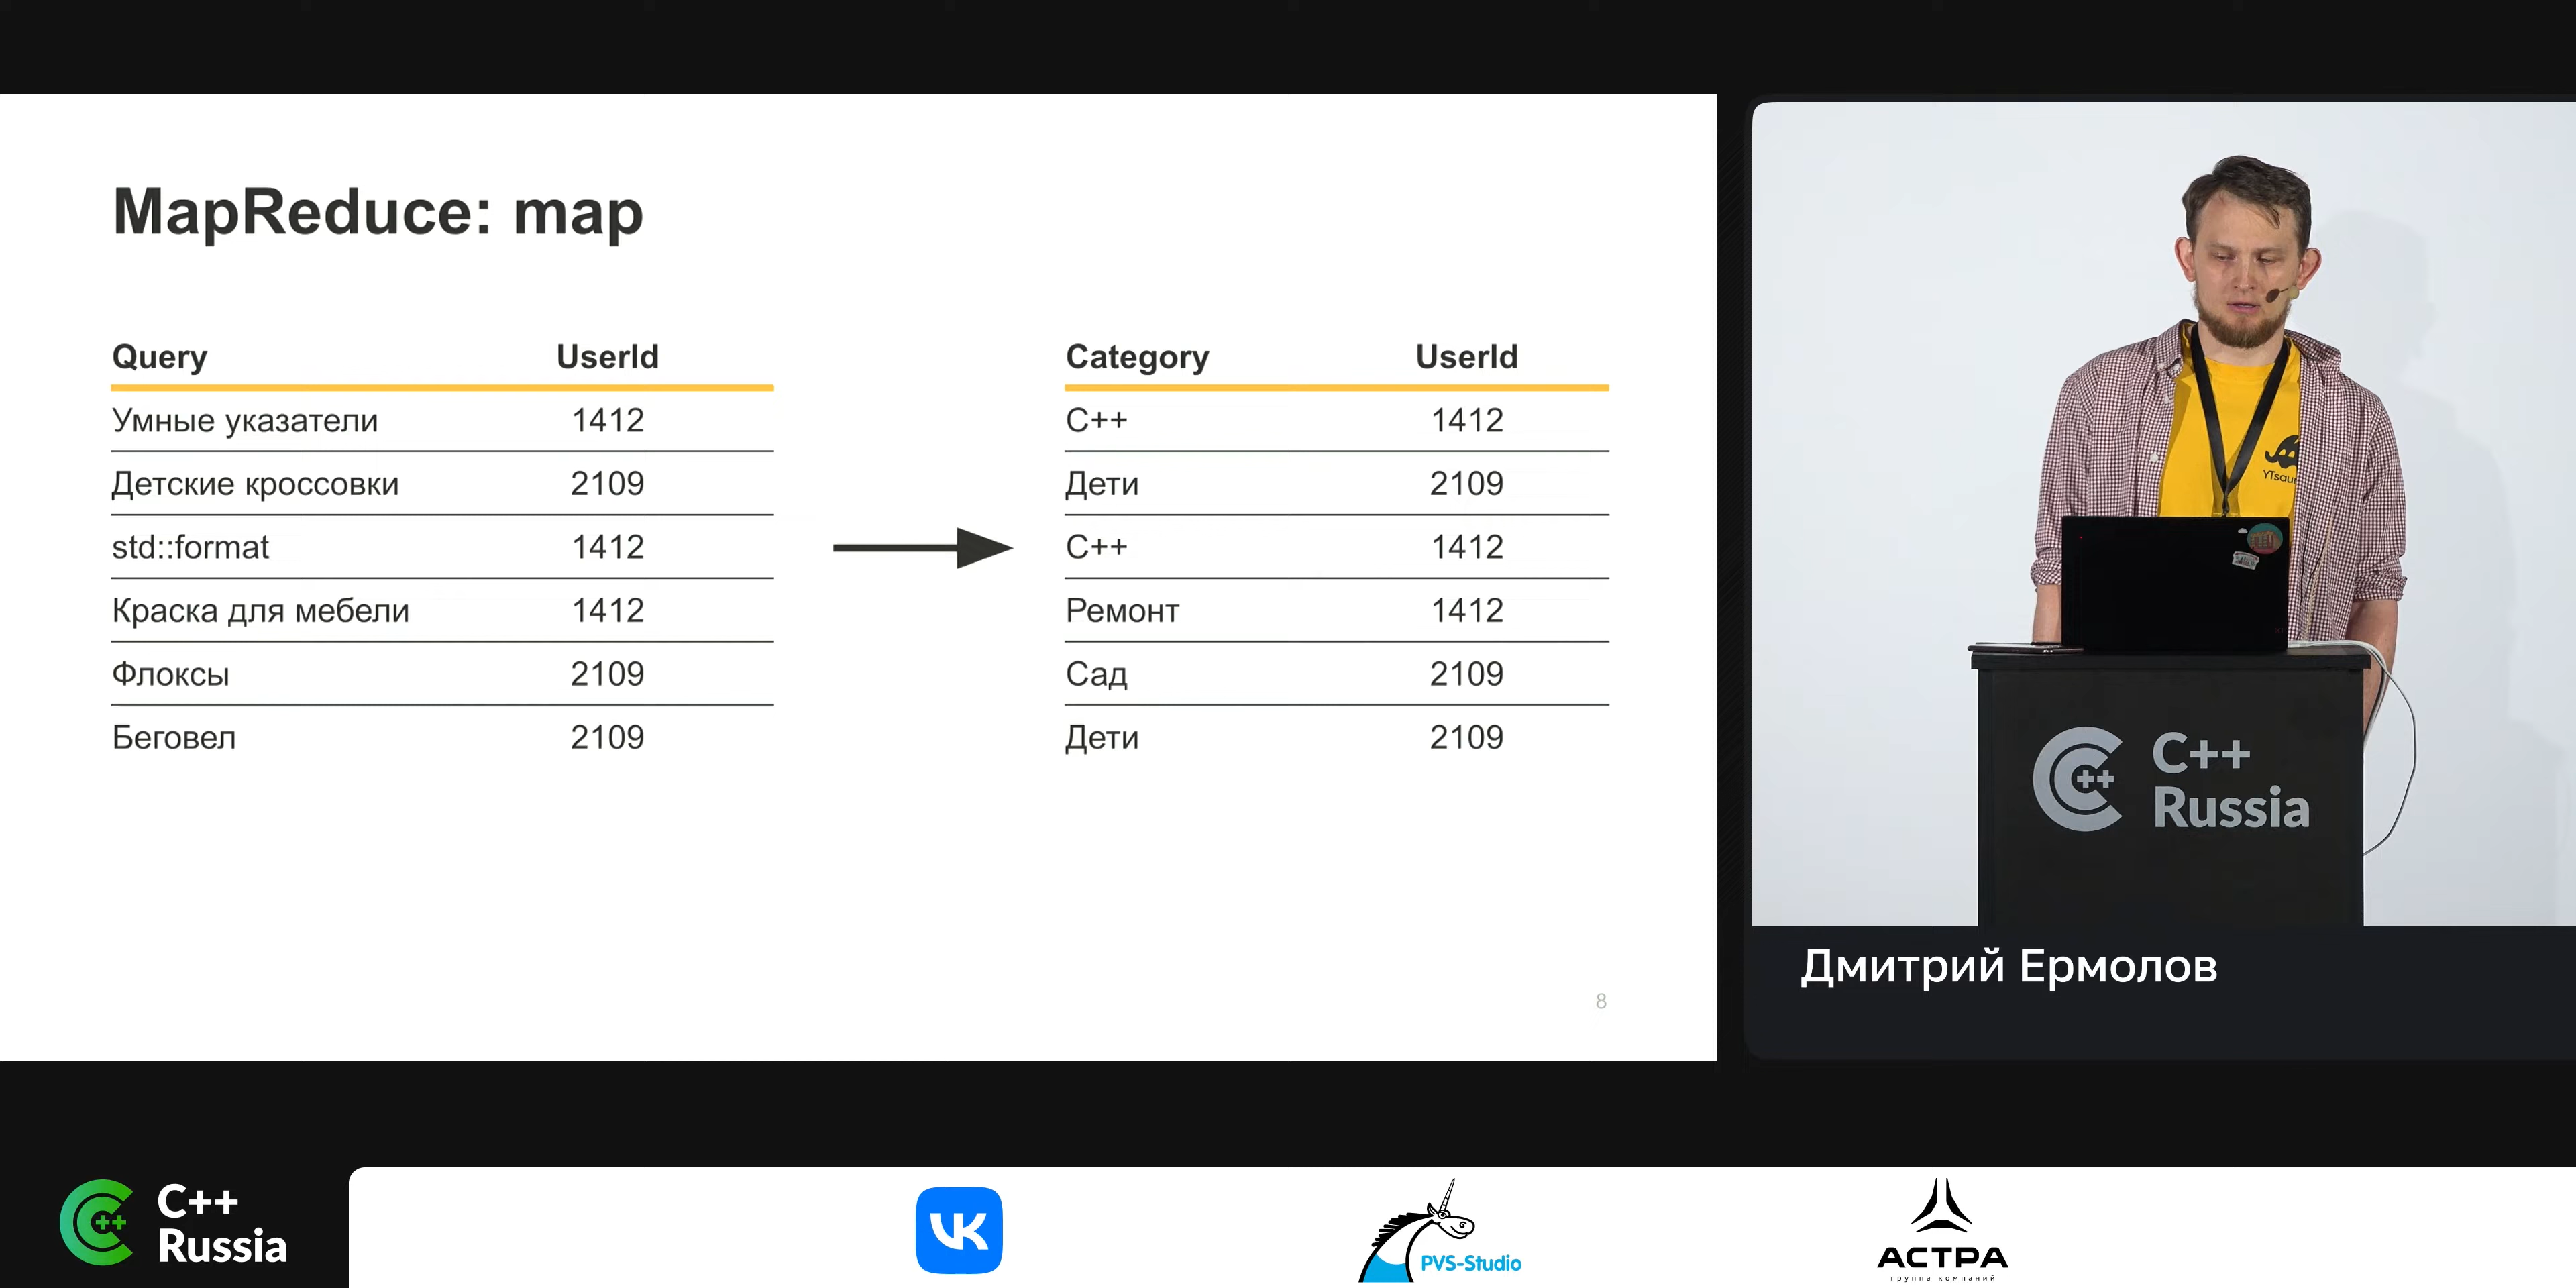 MapReduce: map
Query UserId
Умные указатели 1412
Детские кроссовки 2109
std::format 1412
Краска для мебели 1412
Флоксы 2109
Беговел 2109
Category UserId
C++ 1412
Дети 2109
C++ 1412
Ремонт 1412
Сад 2109
Дети 2109
8
YTsaur
C++
Russia
Дмитрий Ермолов
C++
Russia
VK
PVS-Studio
АСТРА
группа компаний